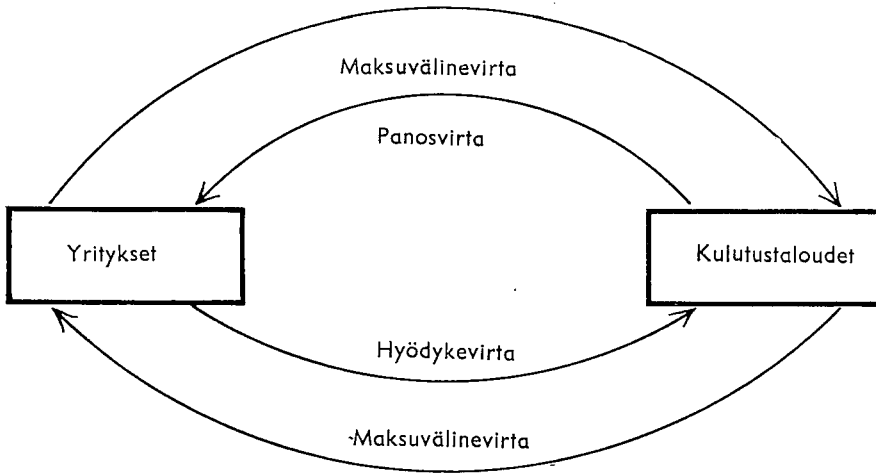 Maksuvälinevirta
Panosvirta
Yritykset
Kulutustaloudet
Hyödykevirta
Maksuvälinevirta